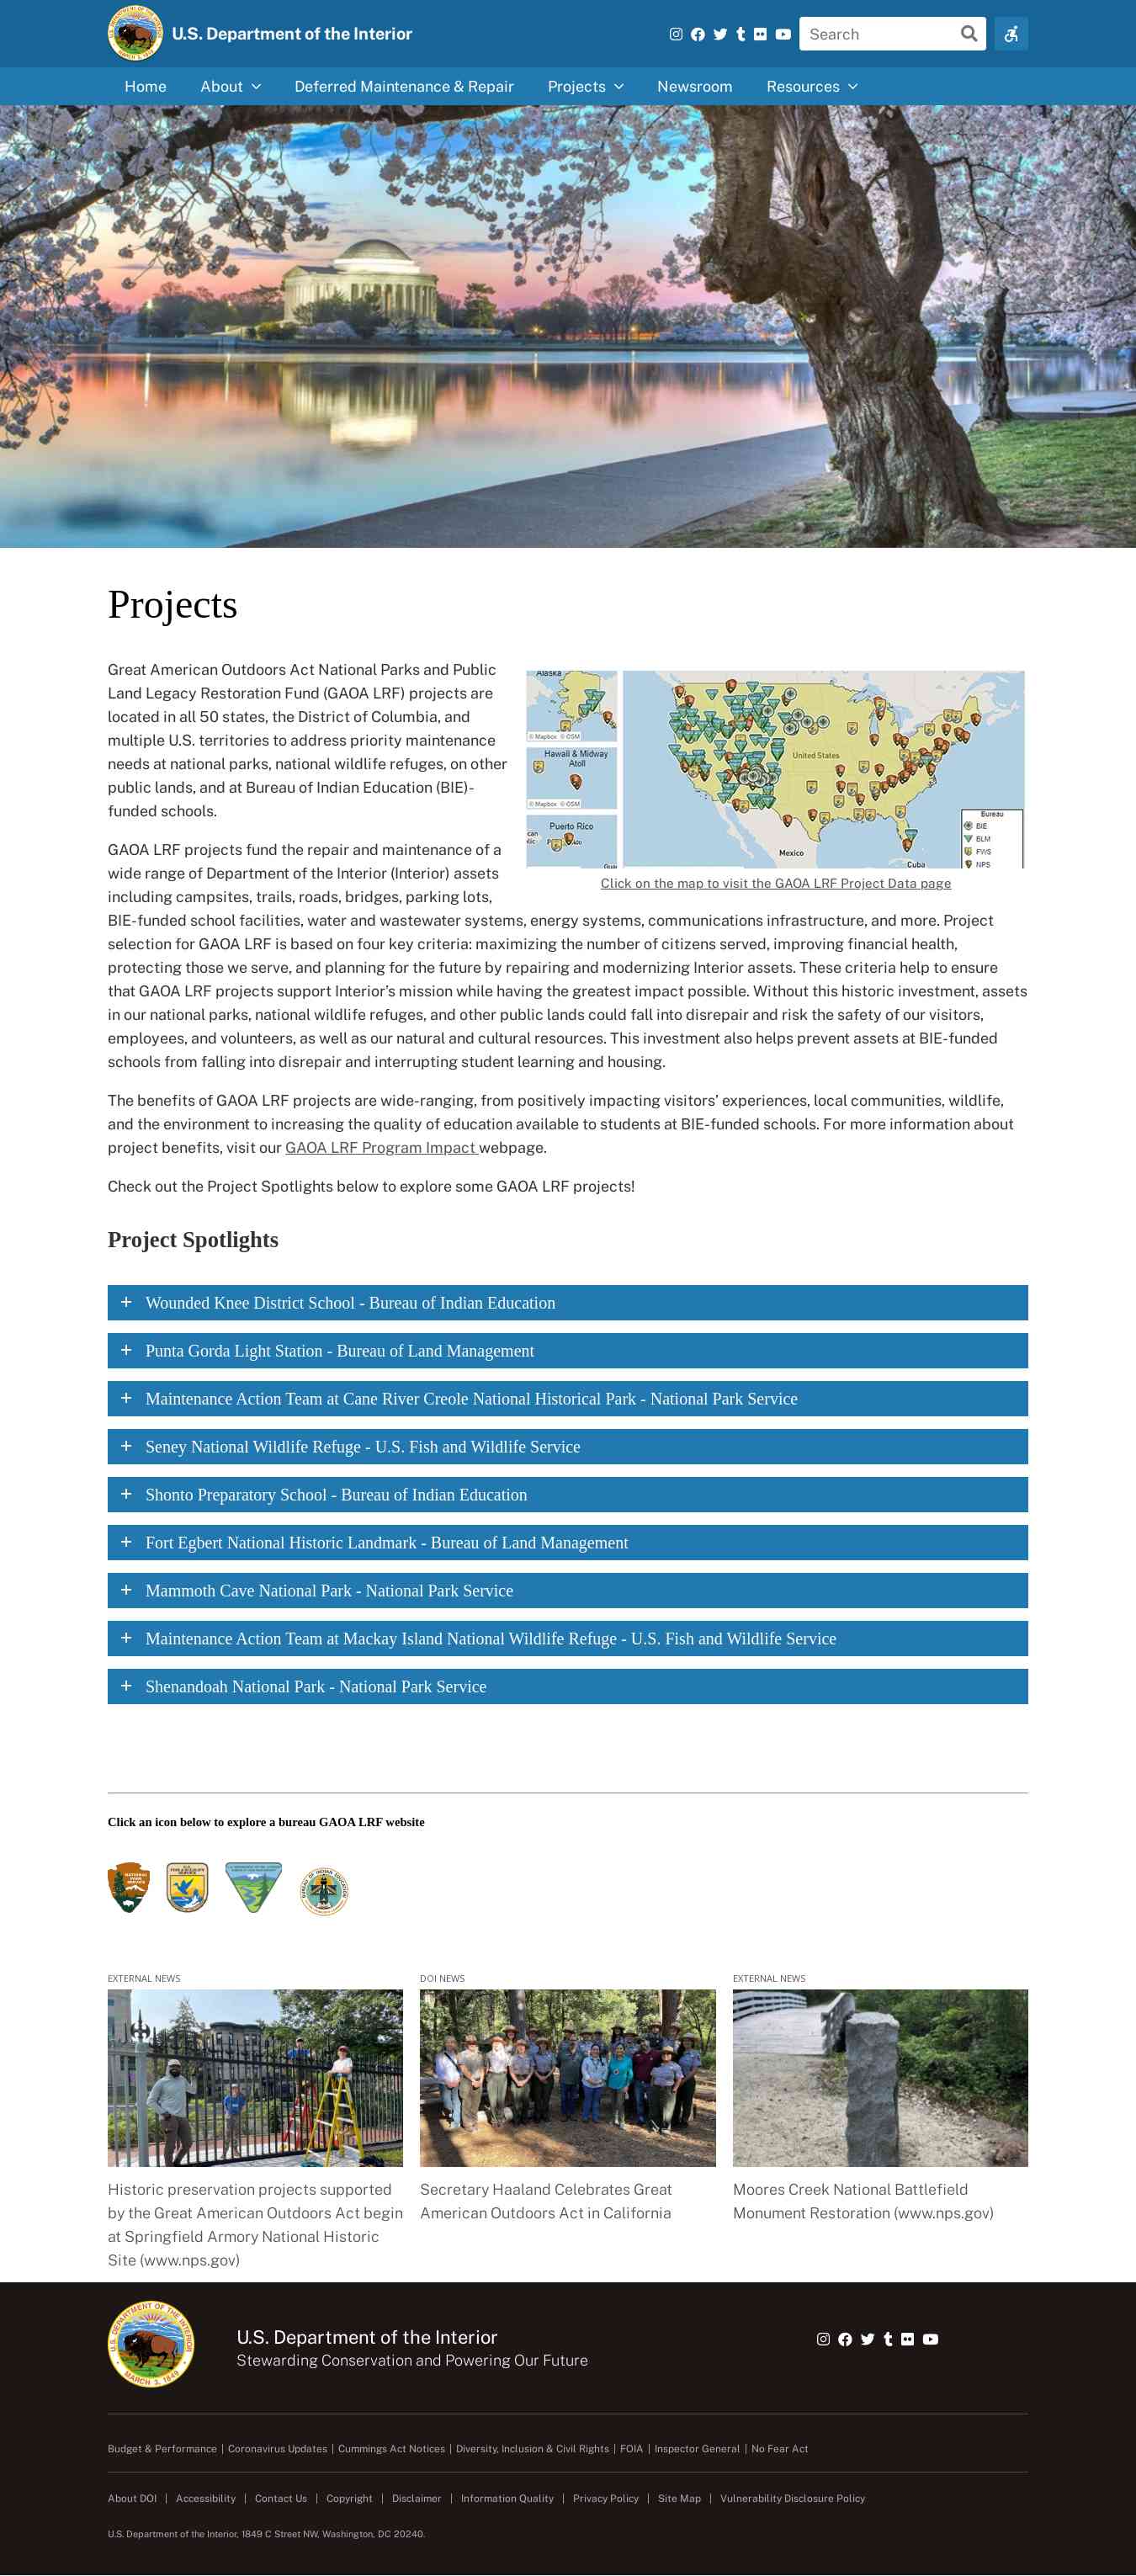 U.S. Department of the Interior
Search
Home About Deferred Maintenance & Repair Projects Newsroom Resources
Projects
Great American Outdoors Act National Parks and Public
Land Legacy Restoration Fund (GAOA LRF) projects are
located in all 50 states, the District of Columbia, and
multiple U.S. territories to address priority maintenance
needs at national parks, national wildlife refuges, on other
public lands, and at Bureau of Indian Education (BIE)-
funded schools.
Alaska
© Mapbox © OSM
Hawaii & Midway
Atoll
© Mapbox © OSM
Puerto Rico
United States
Mexico
Cuba
Bureau
BIE
BLM
FWS
NPS
Click on the map to visit the GAOA LRF Project Data page
GAOA LRF projects fund the repair and maintenance of a
wide range of Department of the Interior (Interior) assets
including campsites, trails, roads, bridges, parking lots,
BIE-funded school facilities, water and wastewater systems, energy systems, communications infrastructure, and more. Project
selection for GAOA LRF is based on four key criteria: maximizing the number of citizens served, improving financial health,
protecting those we serve, and planning for the future by repairing and modernizing Interior assets. These criteria help to ensure
that GAOA LRF projects support Interior’s mission while having the greatest impact possible. Without this historic investment, assets
in our national parks, national wildlife refuges, and other public lands could fall into disrepair and risk the safety of our visitors,
employees, and volunteers, as well as our natural and cultural resources. This investment also helps prevent assets at BIE-funded
schools from falling into disrepair and interrupting student learning and housing.
The benefits of GAOA LRF projects are wide-ranging, from positively impacting visitors’ experiences, local communities, wildlife,
and the environment to increasing the quality of education available to students at BIE-funded schools. For more information about
project benefits, visit our GAOA LRF Program Impact webpage.
Check out the Project Spotlights below to explore some GAOA LRF projects!
Project Spotlights
+ Wounded Knee District School - Bureau of Indian Education
+ Punta Gorda Light Station - Bureau of Land Management
+ Maintenance Action Team at Cane River Creole National Historical Park - National Park Service
+ Seney National Wildlife Refuge - U.S. Fish and Wildlife Service
+ Shonto Preparatory School - Bureau of Indian Education
+ Fort Egbert National Historic Landmark - Bureau of Land Management
+ Mammoth Cave National Park - National Park Service
+ Maintenance Action Team at Mackay Island National Wildlife Refuge - U.S. Fish and Wildlife Service
+ Shenandoah National Park - National Park Service
Click an icon below to explore a bureau GAOA LRF website
EXTERNAL NEWS
Historic preservation projects supported
by the Great American Outdoors Act begin
at Springfield Armory National Historic
Site (www.nps.gov)
DOI NEWS
Secretary Haaland Celebrates Great
American Outdoors Act in California
EXTERNAL NEWS
Moores Creek National Battlefield
Monument Restoration (www.nps.gov)
U.S. DEPARTMENT OF THE INTERIOR
MARCH 3, 1849
U.S. Department of the Interior
Stewarding Conservation and Powering Our Future
Budget & Performance | Coronavirus Updates | Cummings Act Notices | Diversity, Inclusion & Civil Rights | FOIA | Inspector General | No Fear Act
About DOI | Accessibility | Contact Us | Copyright | Disclaimer | Information Quality | Privacy Policy | Site Map | Vulnerability Disclosure Policy
U.S. Department of the Interior, 1849 C Street NW, Washington, DC 20240.